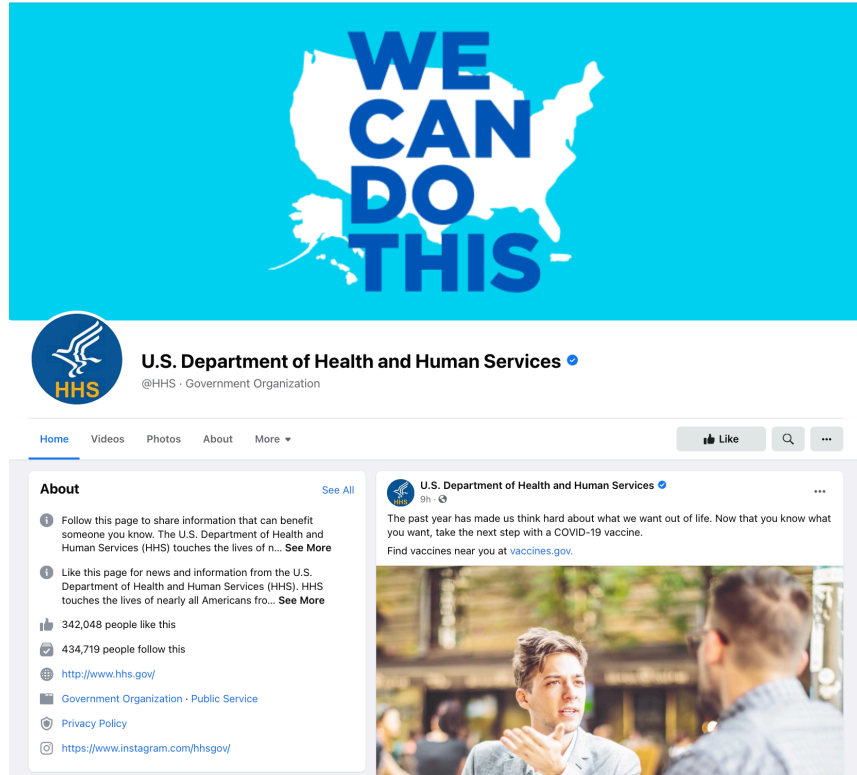 WE
CAN
DO
THIS
HHS
U.S. Department of Health and Human Services
@HHS · Government Organization
Home
Videos
Photos
About
More
Like
About
See All
Follow this page to share information that can benefit
someone you know. The U.S. Department of Health and
Human Services (HHS) touches the lives of n... See More
Like this page for news and information from the U.S.
Department of Health and Human Services (HHS). HHS
touches the lives of nearly all Americans fro... See More
342,048 people like this
434,719 people follow this
http://www.hhs.gov/
Government Organization · Public Service
Privacy Policy
https://www.instagram.com/hhsgov/
HHS
U.S. Department of Health and Human Services
9h ·
The past year has made us think hard about what we want out of life. Now that you know what
you want, take the next step with a COVID-19 vaccine.
Find vaccines near you at vaccines.gov.